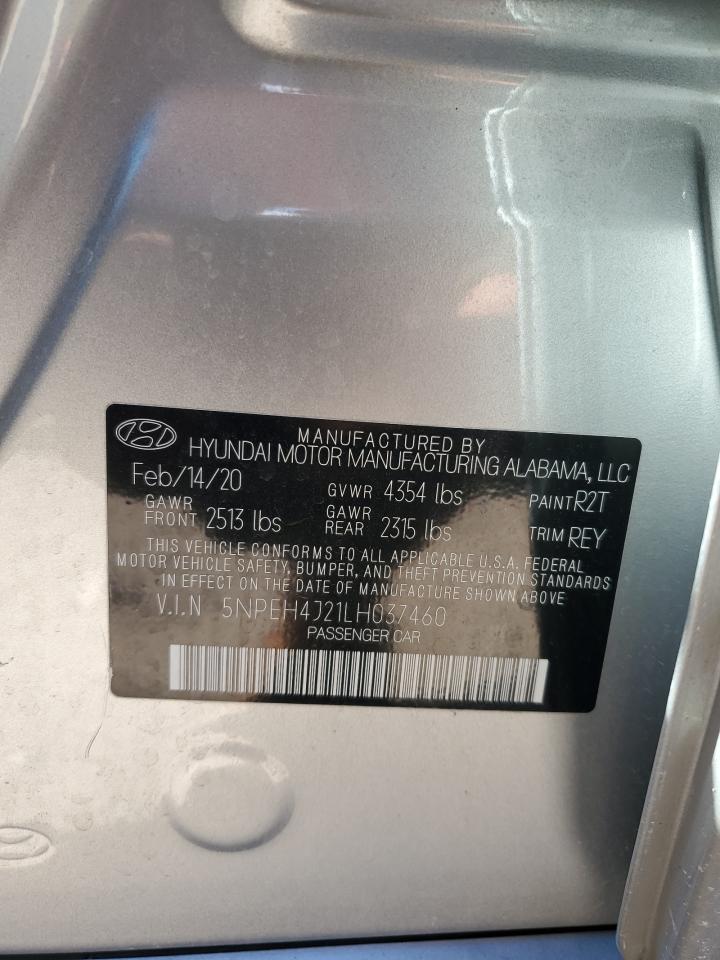 MANUFACTURED BY
HYUNDAI MOTOR MANUFACTURING ALABAMA, LLC
Feb/14/20 GVWR 4354 lbs PAINT R2T
GAWR FRONT 2513 lbs GAWR REAR 2315 lbs TRIM REY
THIS VEHICLE CONFORMS TO ALL APPLICABLE U.S.A. FEDERAL
MOTOR VEHICLE SAFETY, BUMPER, AND THEFT PREVENTION STANDARDS
IN EFFECT ON THE DATE OF MANUFACTURE SHOWN ABOVE
V.I.N 5NPEH4J21LH037460
PASSENGER CAR